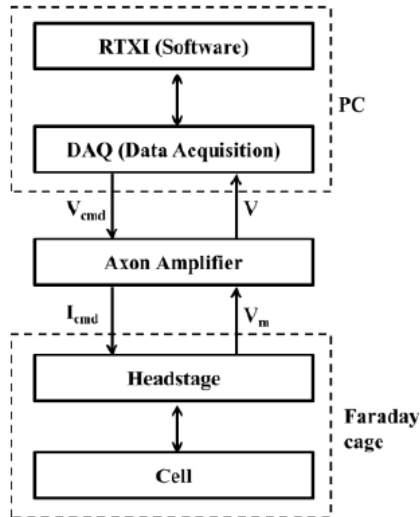 RTXI (Software)
PC
DAQ (Data Acquisition)
Vcmd
V
Axon Amplifier
Icmd
Vm
Headstage
Faraday
cage
Cell